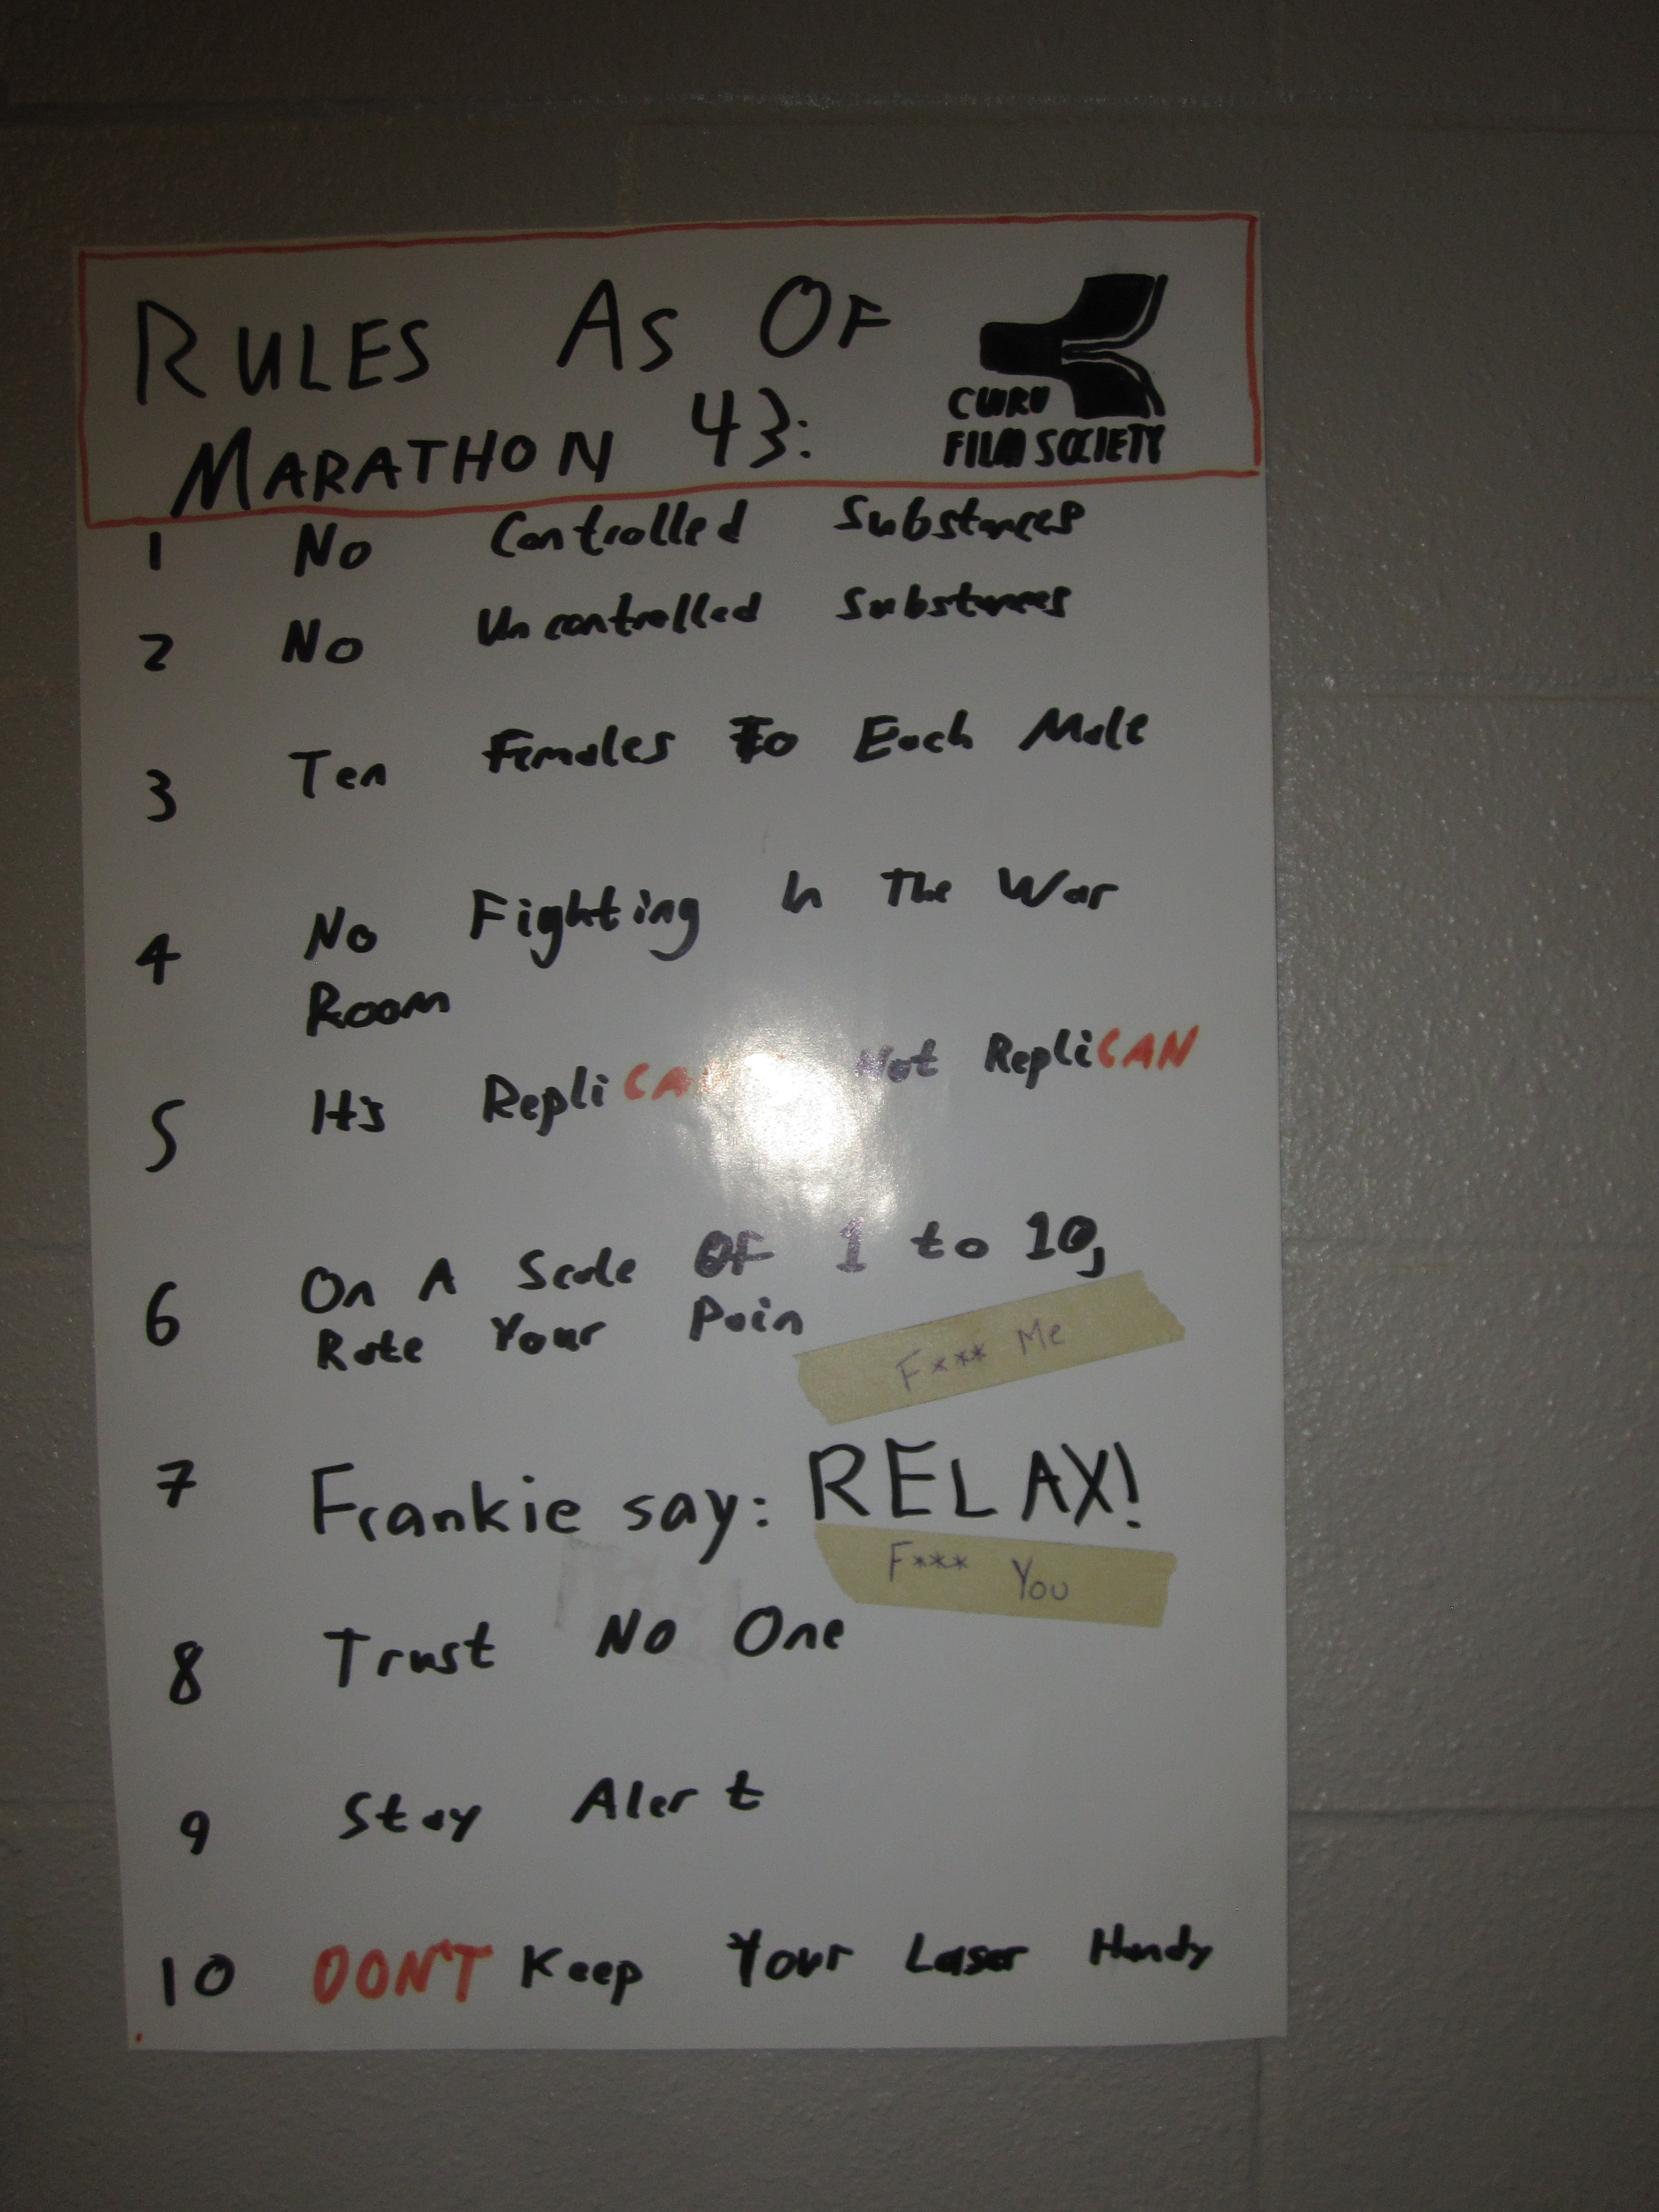 RULES AS OF
MARATHON 43:
CWRU
FILM SOCIETY
1 No Controlled Substances
2 No Uncontrolled Substances
3 Ten Females To Each Male
4 No Fighting In The War
Room
5 It's Repli Not RepliCAN
6 On A Scale OF 1 to 10,
Rate Your Pain
F*** Me
7 Frankie say: RELAX!
F*** You
8 Trust No One
9 Stay Alert
10 DON'T Keep Your Laser Handy